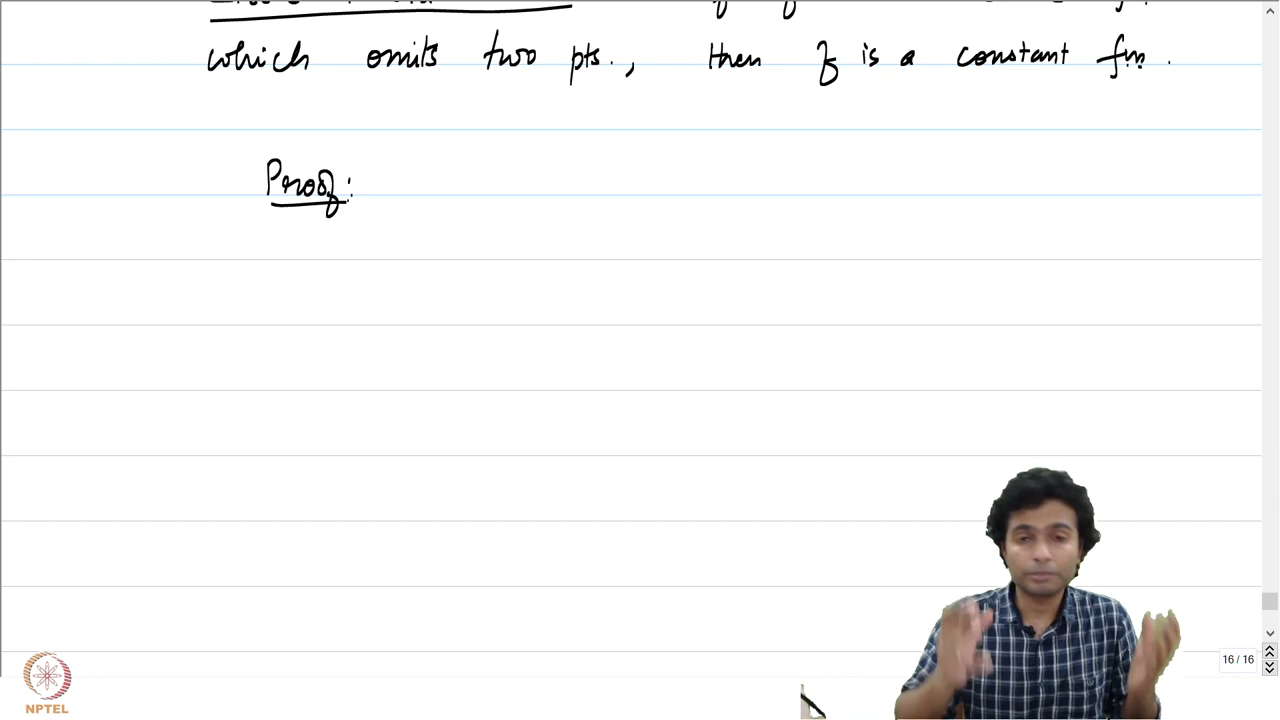 which omits two pts., then f is a constant fn.
Proof:
16 / 16
NPTEL